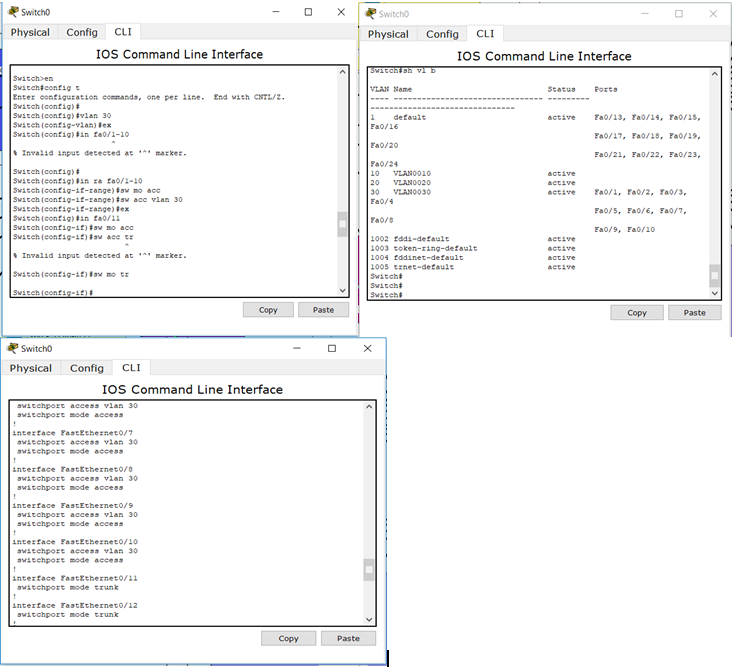 Switch0
Physical Config CLI
IOS Command Line Interface
Switch>en
Switch#config t
Enter configuration commands, one per line.  End with CNTL/Z.
Switch(config)#
Switch(config)#vlan 30
Switch(config-vlan)#ex
Switch(config)#in fa0/1-10
^
% Invalid input detected at '^' marker.
Switch(config)#
Switch(config)#in ra fa0/1-10
Switch(config-if-range)#sw mo acc
Switch(config-if-range)#sw acc vlan 30
Switch(config-if-range)#ex
Switch(config)#in fa0/11
Switch(config-if)#sw mo acc
Switch(config-if)#sw acc tr
^
% Invalid input detected at '^' marker.
Switch(config-if)#sw mo tr
Switch(config-if)#
Copy Paste
Switch0
Physical Config CLI
IOS Command Line Interface
Switch#sh vl b
VLAN Name Status Ports
---- -------------------------------- ---------
-------------------------------
1 default active Fa0/13, Fa0/14, Fa0/15,
Fa0/16
Fa0/17, Fa0/18, Fa0/19,
Fa0/20
Fa0/21, Fa0/22, Fa0/23,
Fa0/24
10 VLAN0010 active
20 VLAN0020 active
30 VLAN0030 active Fa0/1, Fa0/2, Fa0/3,
Fa0/4
Fa0/5, Fa0/6, Fa0/7,
Fa0/8
Fa0/9, Fa0/10
1002 fddi-default active
1003 token-ring-default active
1004 fddinet-default active
1005 trnet-default active
Switch#
Switch#
Switch#
Copy Paste
Switch0
Physical Config CLI
IOS Command Line Interface
switchport access vlan 30
switchport mode access
!
interface FastEthernet0/7
switchport access vlan 30
switchport mode access
!
interface FastEthernet0/8
switchport access vlan 30
switchport mode access
!
interface FastEthernet0/9
switchport access vlan 30
switchport mode access
!
interface FastEthernet0/10
switchport access vlan 30
switchport mode access
!
interface FastEthernet0/11
switchport mode trunk
!
interface FastEthernet0/12
switchport mode trunk
!
Copy Paste